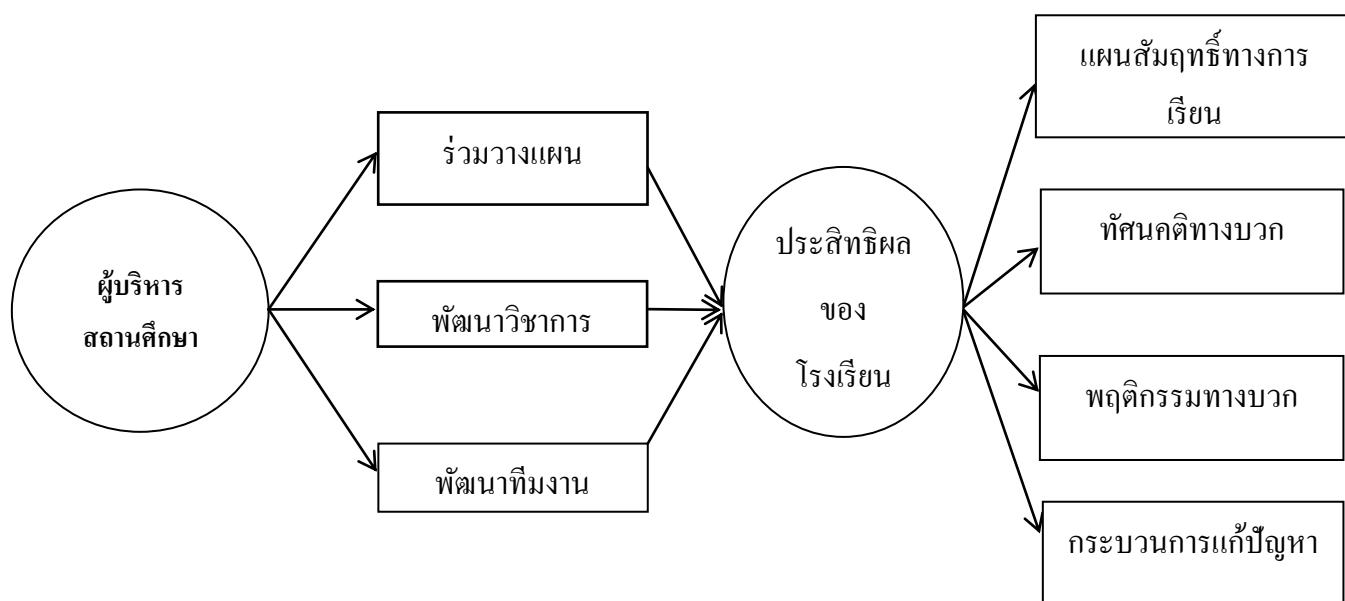 ผู้บริหาร
สถานศึกษา
ร่วมวางแผน
พัฒนาวิชาการ
พัฒนาทีมงาน
ประสิทธิผล
ของ
โรงเรียน
แผนสัมฤทธิ์ทางการ
เรียน
ทัศนคติทางบวก
พฤติกรรมทางบวก
กระบวนการแก้ปัญหา